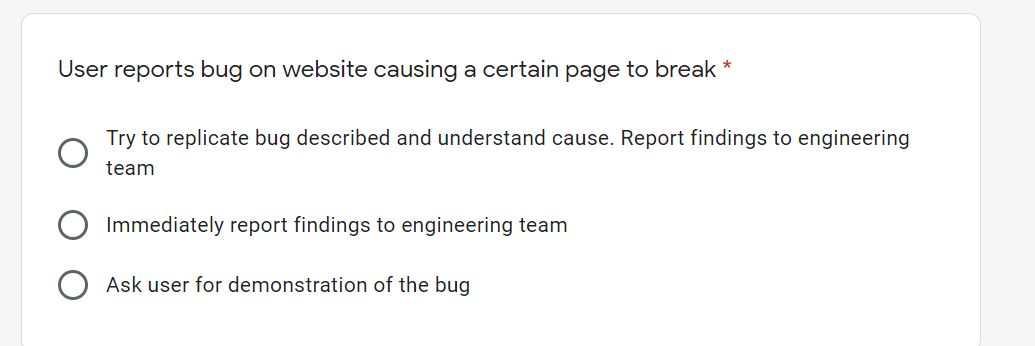 User reports bug on website causing a certain page to break *
Try to replicate bug described and understand cause. Report findings to engineering
team
Immediately report findings to engineering team
Ask user for demonstration of the bug